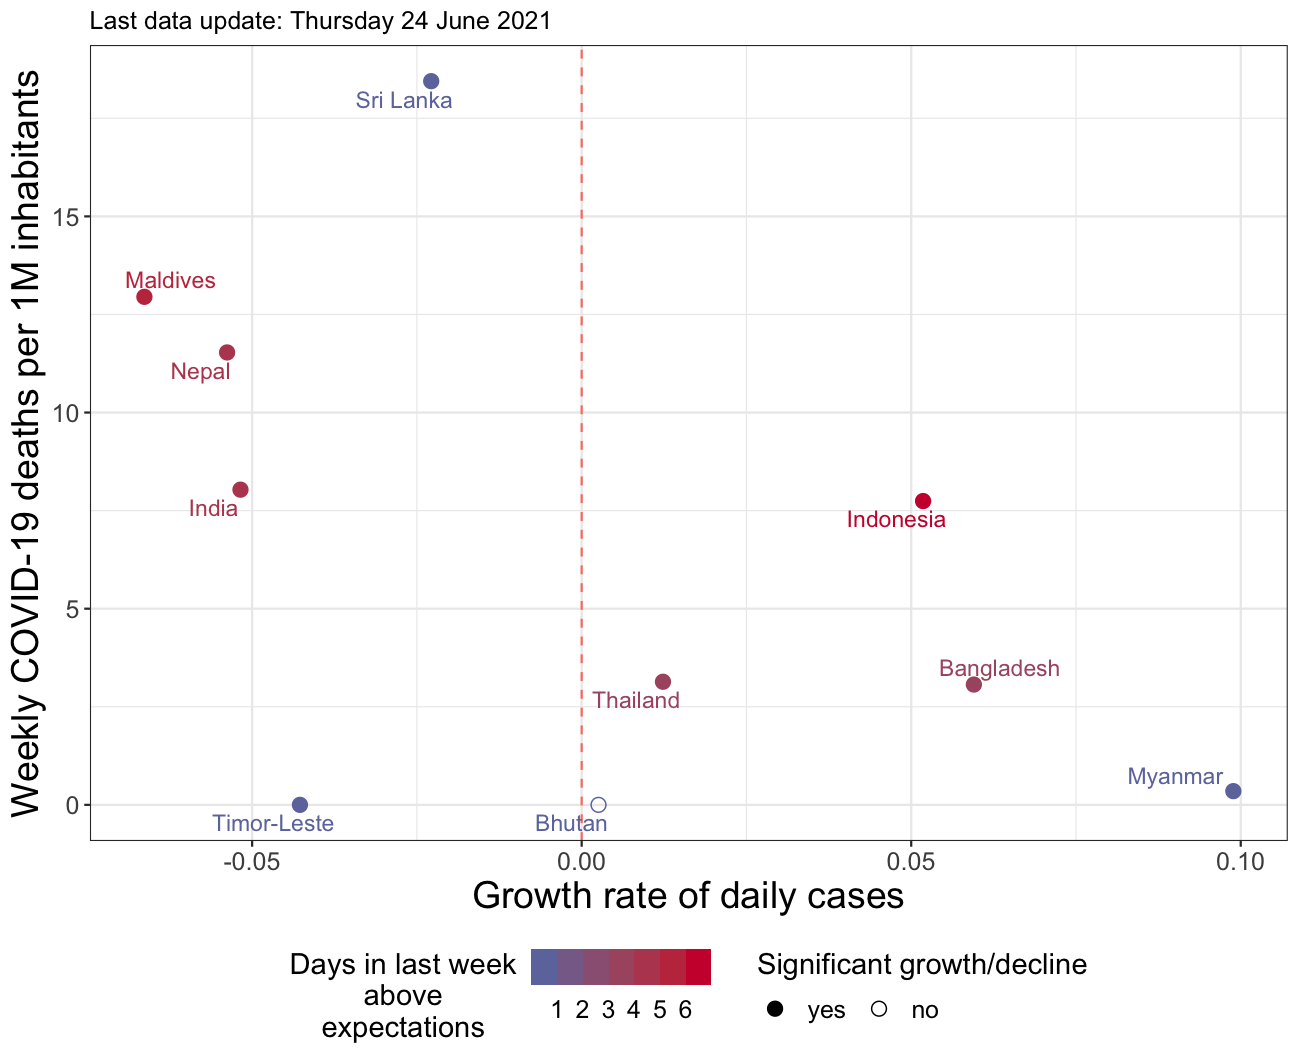 Last data update: Thursday 24 June 2021
Weekly COVID-19 deaths per 1M inhabitants
Sri Lanka
15
Maldives
Nepal
10
India
Indonesia
5
Bangladesh
Thailand
Myanmar
0
Timor-Leste
Bhutan
-0.05
0.00
0.05
0.10
Growth rate of daily cases
Days in last week
above
expectations
1 2 3 4 5 6
Significant growth/decline
yes
no